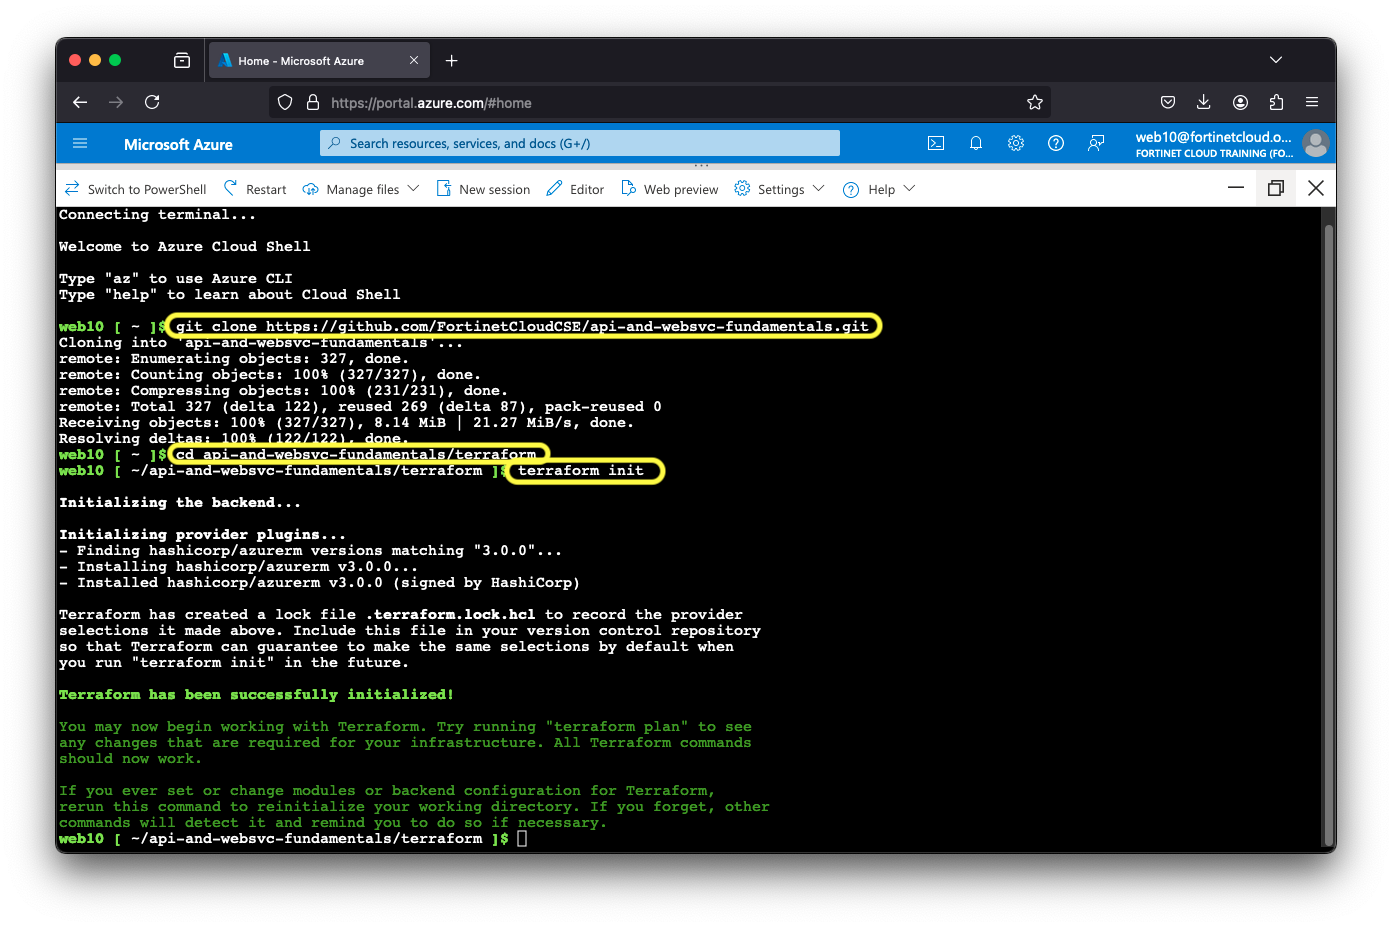 Home - Microsoft Azure
https://portal.azure.com/#home
Microsoft Azure
Search resources, services, and docs (G+/)
web10@fortinetcloud.o...
FORTINET CLOUD TRAINING (FO...
Switch to PowerShell Restart Manage files New session Editor Web preview Settings Help
Connecting terminal...
Welcome to Azure Cloud Shell
Type "az" to use Azure CLI
Type "help" to learn about Cloud Shell
web10 [ ~ ]$ git clone https://github.com/FortinetCloudCSE/api-and-websvc-fundamentals.git
Cloning into 'api-and-websvc-fundamentals'...
remote: Enumerating objects: 327, done.
remote: Counting objects: 100% (327/327), done.
remote: Compressing objects: 100% (231/231), done.
remote: Total 327 (delta 122), reused 269 (delta 87), pack-reused 0
Receiving objects: 100% (327/327), 8.14 MiB | 21.27 MiB/s, done.
Resolving deltas: 100% (122/122), done.
web10 [ ~ ]$ cd api-and-websvc-fundamentals/terraform
web10 [ ~/api-and-websvc-fundamentals/terraform ]$ terraform init
Initializing the backend...
Initializing provider plugins...
- Finding hashicorp/azurerm versions matching "3.0.0"...
- Installing hashicorp/azurerm v3.0.0...
- Installed hashicorp/azurerm v3.0.0 (signed by HashiCorp)
Terraform has created a lock file .terraform.lock.hcl to record the provider
selections it made above. Include this file in your version control repository
so that Terraform can guarantee to make the same selections by default when
you run "terraform init" in the future.
Terraform has been successfully initialized!
You may now begin working with Terraform. Try running "terraform plan" to see
any changes that are required for your infrastructure. All Terraform commands
should now work.
If you ever set or change modules or backend configuration for Terraform,
rerun this command to reinitialize your working directory. If you forget, other
commands will detect it and remind you to do so if necessary.
web10 [ ~/api-and-websvc-fundamentals/terraform ]$